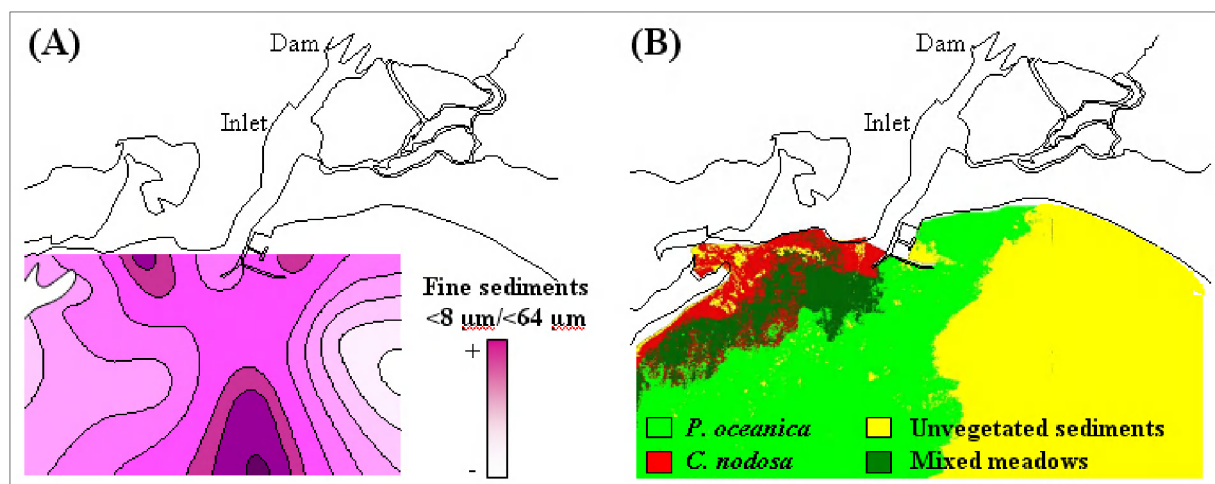 (A)
Dam
Inlet
Fine sediments
<8 µm/<64 µm
+
-
(B)
Dam
Inlet
P. oceanica
Unvegetated sediments
C. nodosa
Mixed meadows